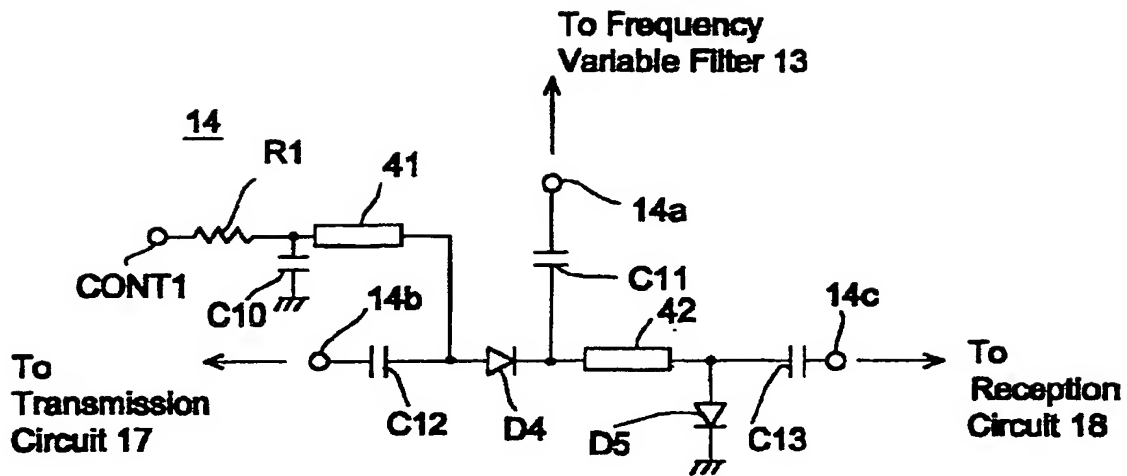 To Frequency
Variable Filter 13
14
R1
41
14a
CONT1
C10
14b
C11
42
14c
To
Transmission
Circuit 17
C12
D4
D5
C13
To
Reception
Circuit 18